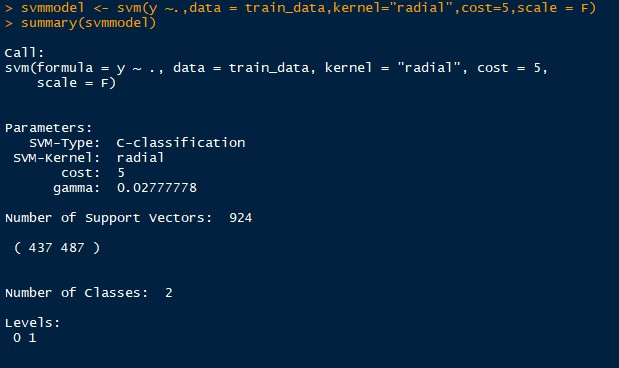 > svmmodel <- svm(y ~.,data = train_data,kernel="radial",cost=5,scale = F)
> summary(svmmodel)
Call:
svm(formula = y ~ ., data = train_data, kernel = "radial", cost = 5,
    scale = F)
Parameters:
   SVM-Type:  C-classification
 SVM-Kernel:  radial
       cost:  5
      gamma:  0.02777778
Number of Support Vectors:  924
 ( 437 487 )
Number of Classes:  2
Levels:
 0 1